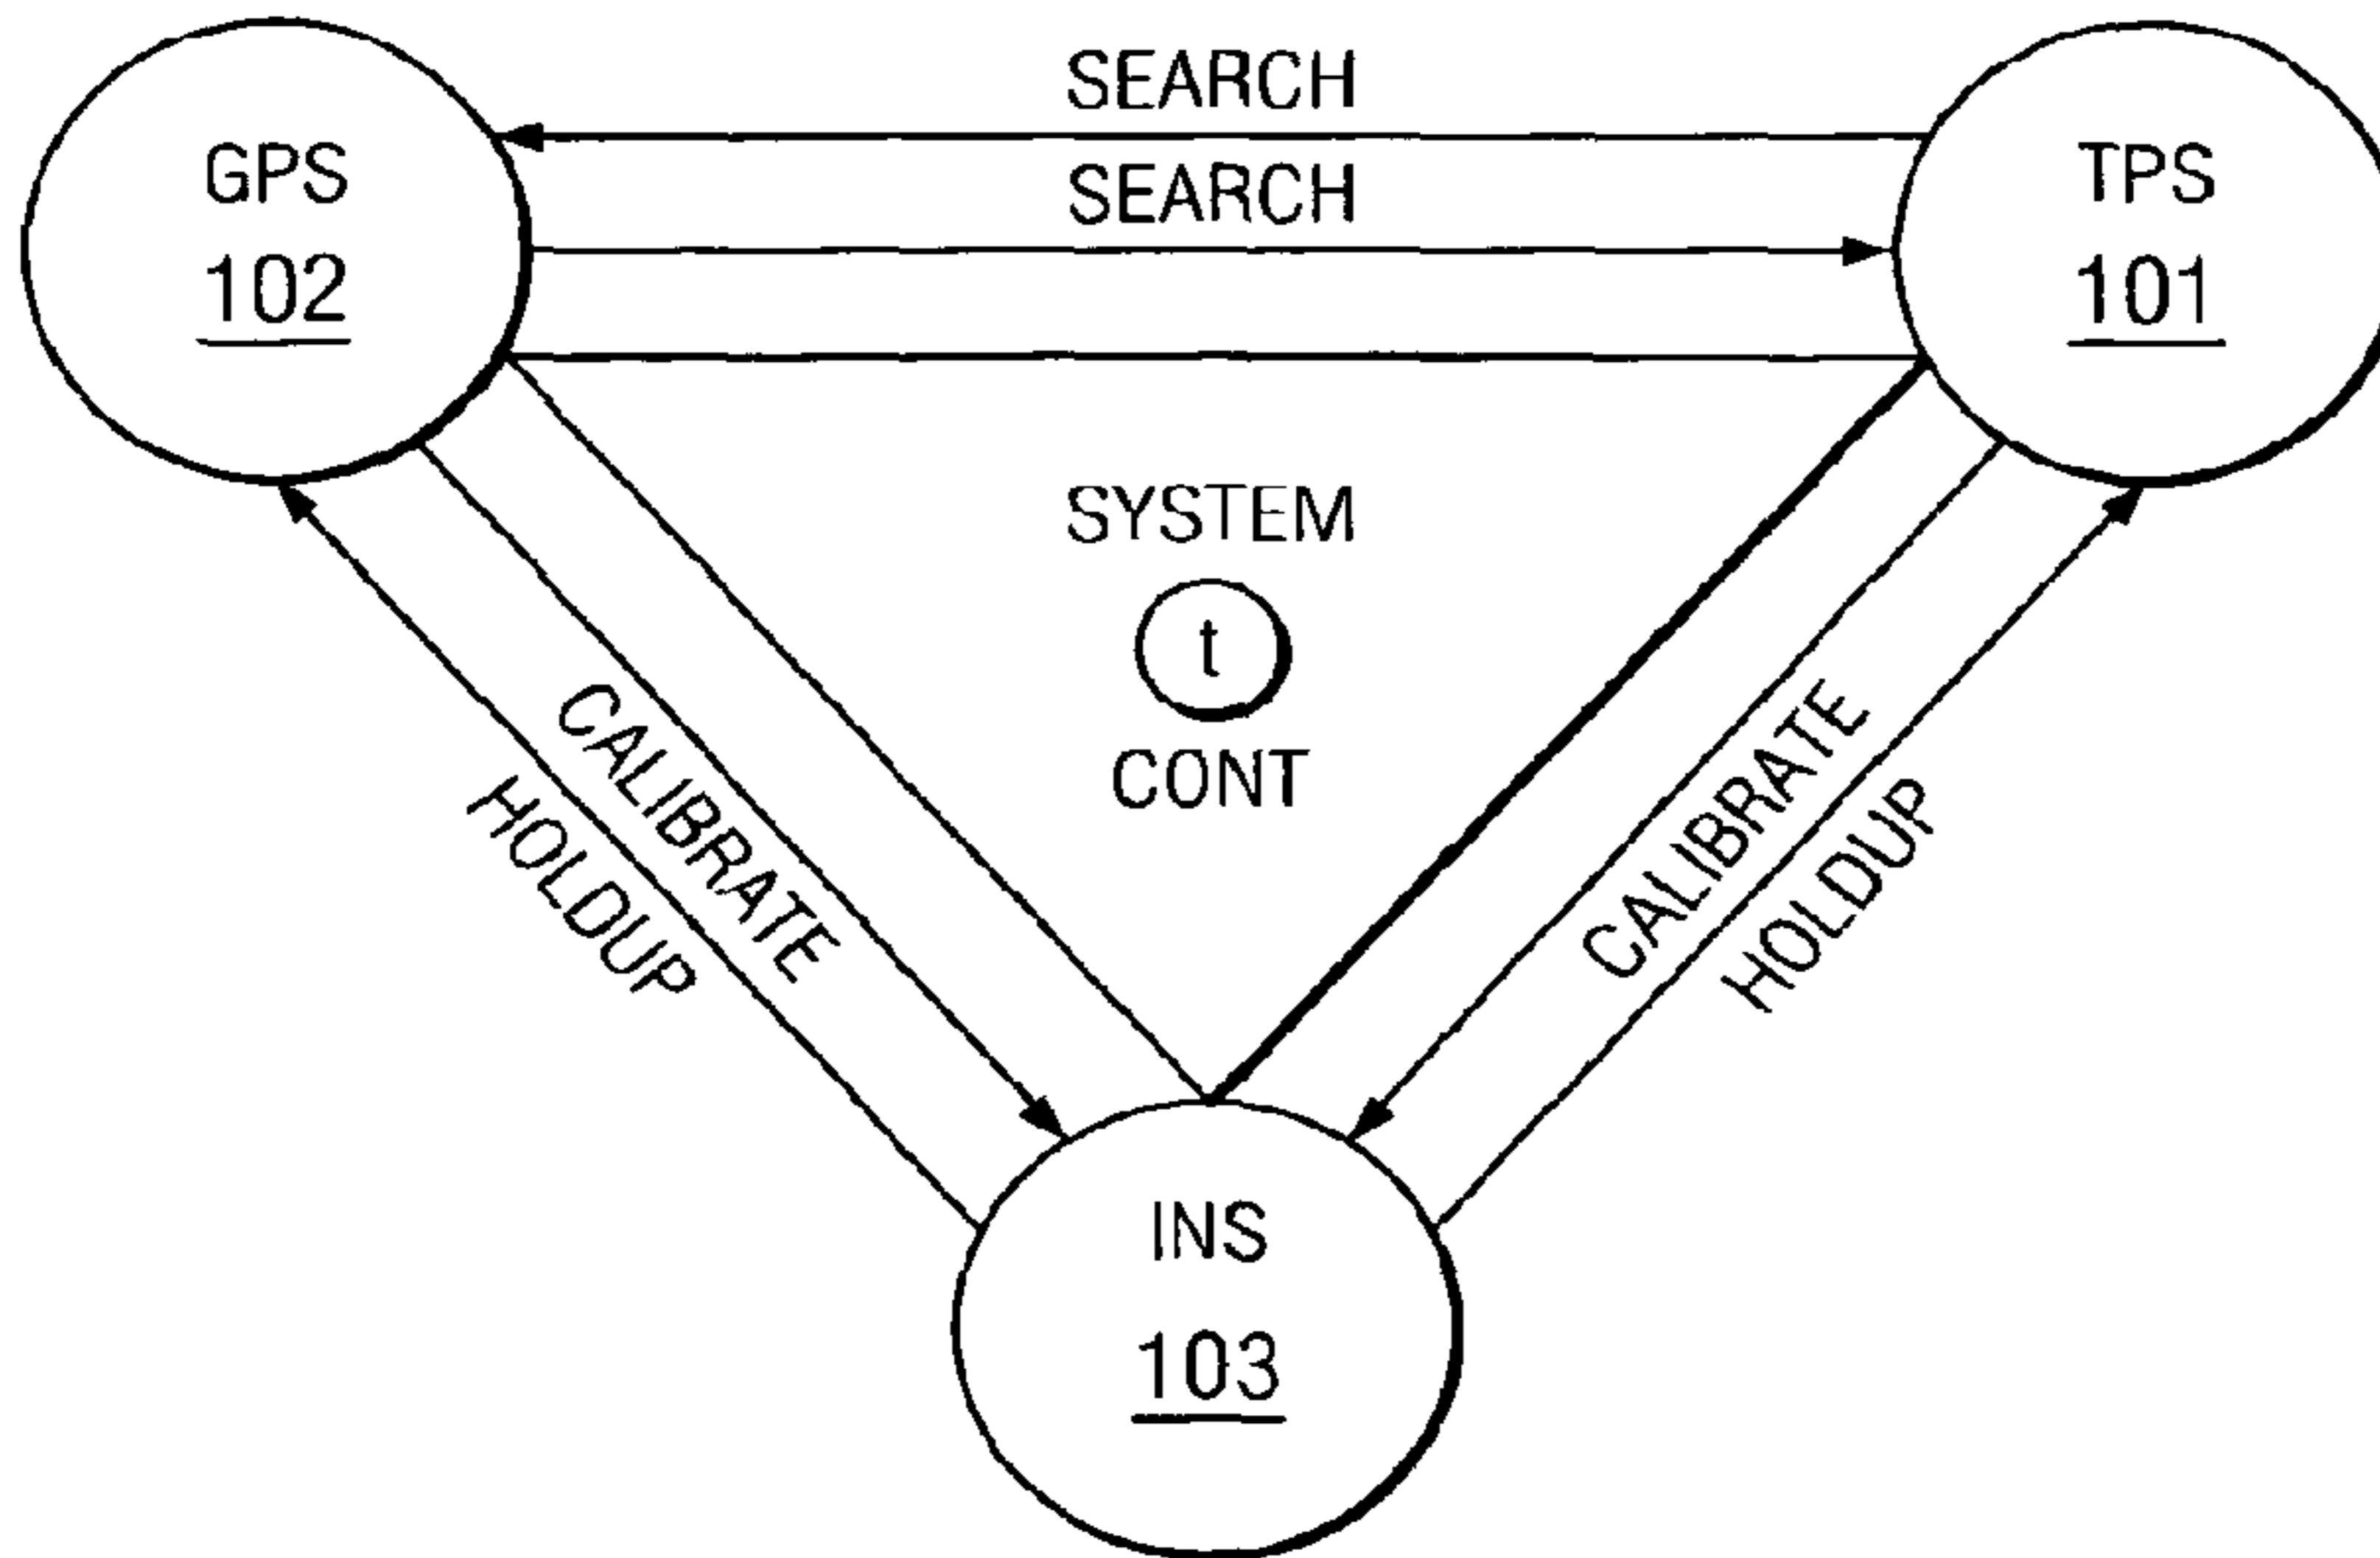 SEARCH
SEARCH
GPS
102
TPS
101
SYSTEM
t
CONT
CALIBRATE
HOLDUP
CALIBRATE
HOLDUP
INS
103